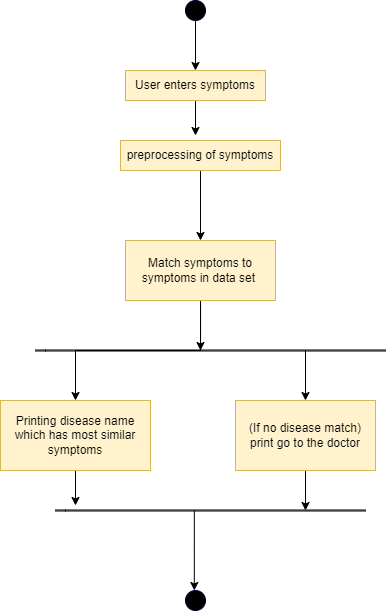 User enters symptoms
preprocessing of symptoms
Match symptoms to
symptoms in data set
Printing disease name
which has most similar
symptoms
(If no disease match)
print go to the doctor